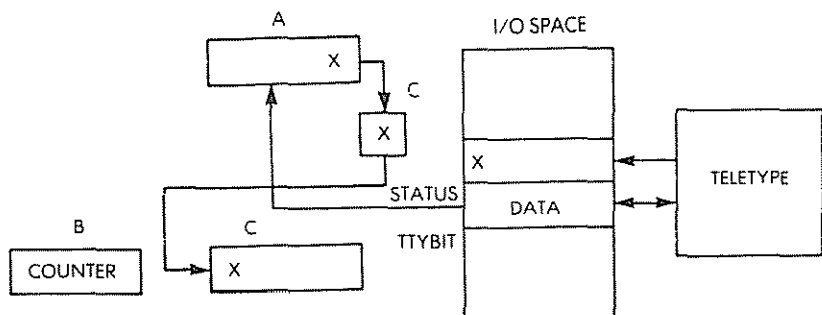 A
I/O SPACE
X
C
X
X
TELETYPE
STATUS
DATA
B
C
TTYBIT
COUNTER
X